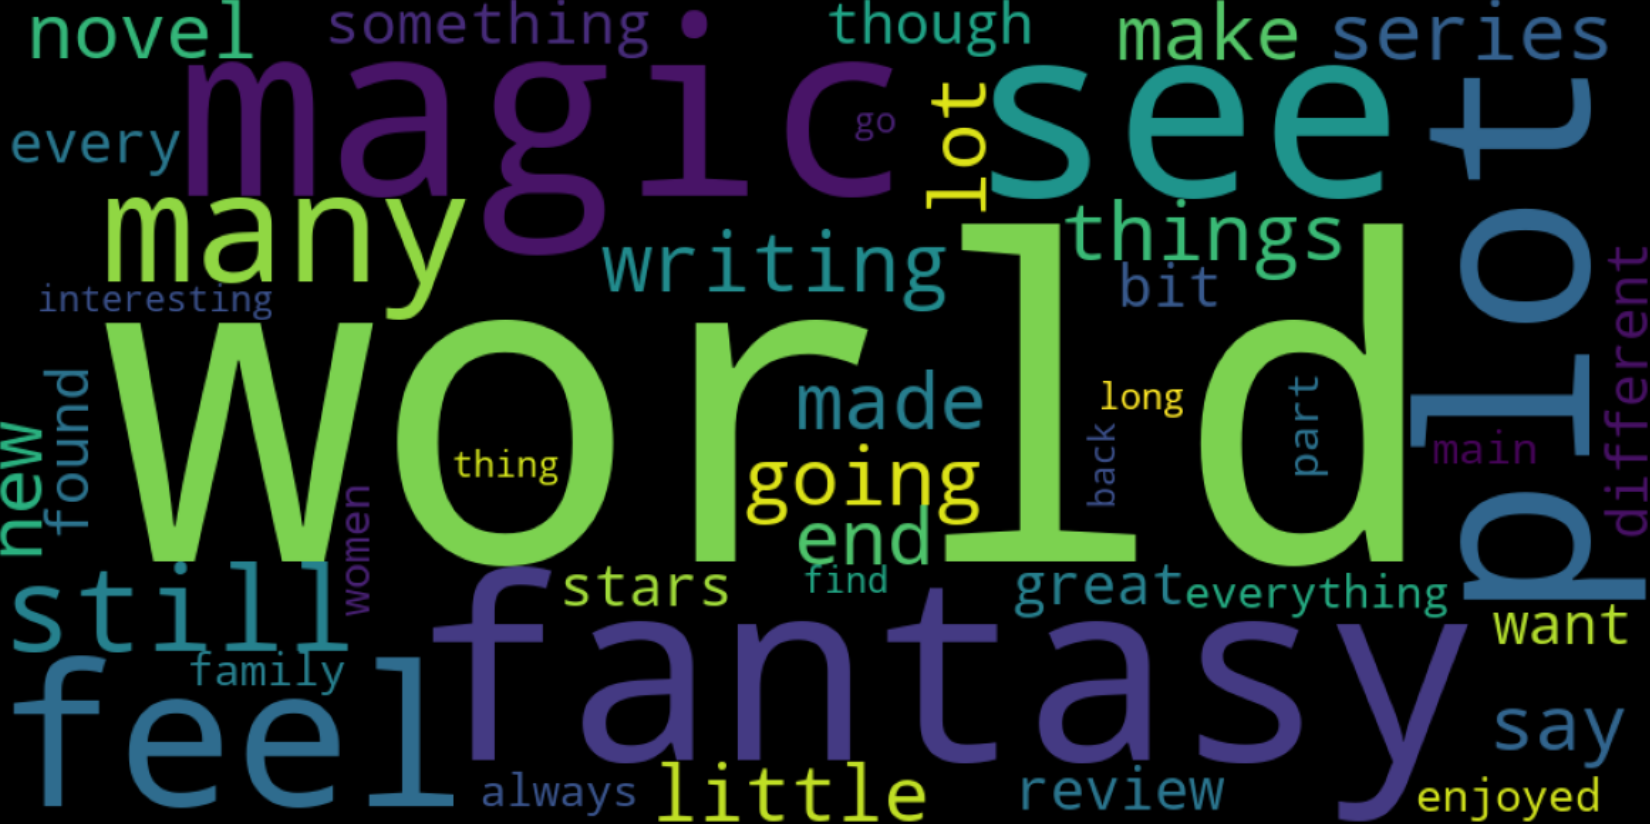 novel
something
though
make
series
magic
see
every
go
lot
plot
many
writing
things
bit
different
interesting
world
found
new
made
long
part
back
main
thing
going
women
end
still
stars
find
great
everything
fantasy
want
family
feel
say
always
little
review
enjoyed